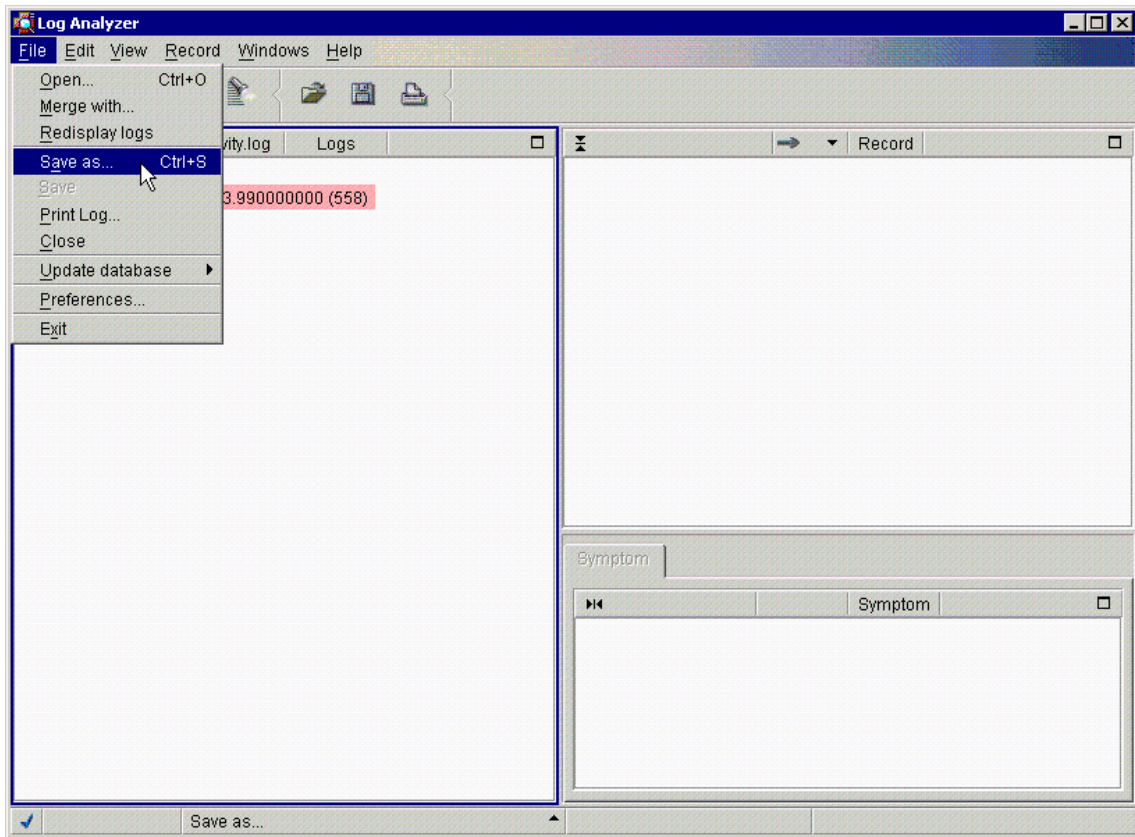 Log Analyzer
File Edit View Record Windows Help
Open... Ctrl+O
Merge with...
Redisplay logs
Save as... Ctrl+S
Save
Print Log...
Close
Update database
Preferences...
Exit
vity.log Logs
3.990000000 (558)
Record
Symptom
Symptom
Save as...